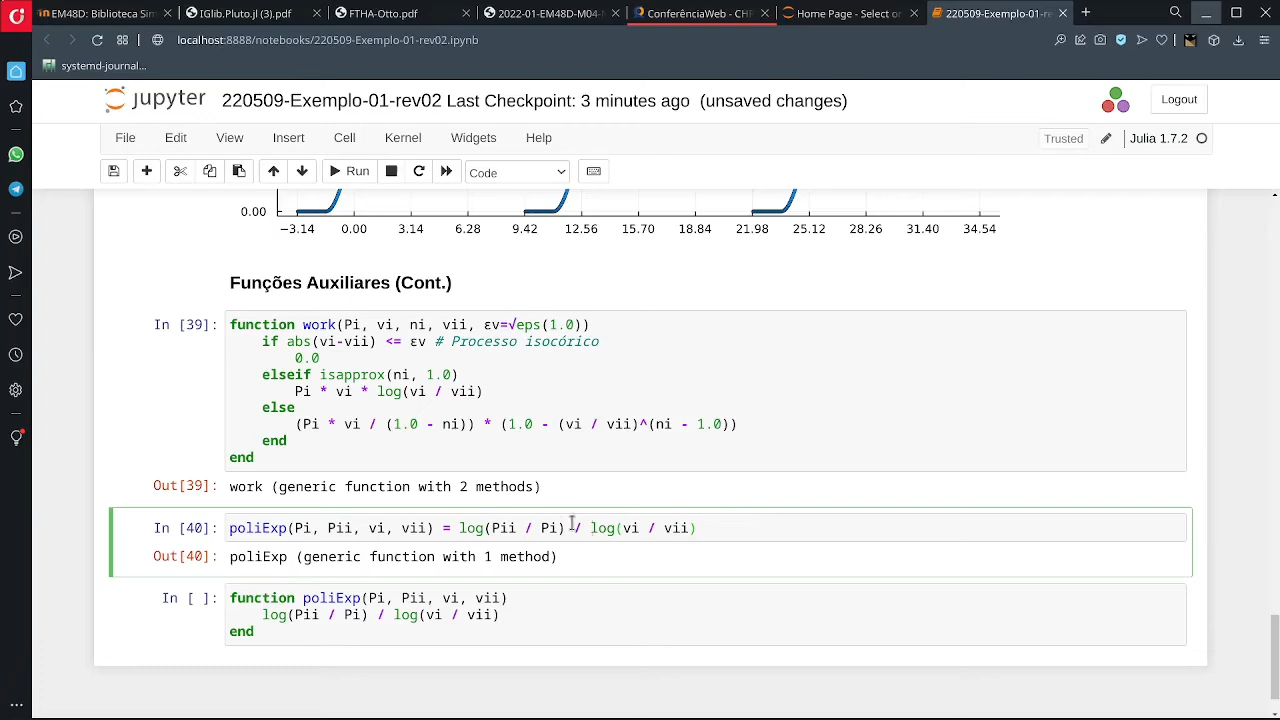 EM48D: Biblioteca Sim
IGlib.Pluto.jl (3).pdf
FTHA-Otto.pdf
2022-01-EM48D-M04-N
ConferênciaWeb - CHF
Home Page - Select or
220509-Exemplo-01-re
localhost:8888/notebooks/220509-Exemplo-01-rev02.ipynb
systemd-journal...
jupyter 220509-Exemplo-01-rev02 Last Checkpoint: 3 minutes ago (unsaved changes)
Logout
File Edit View Insert Cell Kernel Widgets Help
Trusted
Julia 1.7.2
Run
Code
0.00
−3.14 0.00 3.14 6.28 9.42 12.56 15.70 18.84 21.98 25.12 28.26 31.40 34.54
Funções Auxiliares (Cont.)
In [39]: function work(Pi, vi, ni, vii, εv=√eps(1.0))
if abs(vi-vii) <= εv # Processo isocórico
0.0
elseif isapprox(ni, 1.0)
Pi * vi * log(vi / vii)
else
(Pi * vi / (1.0 - ni)) * (1.0 - (vi / vii)^(ni - 1.0))
end
end
Out[39]: work (generic function with 2 methods)
In [40]: poliExp(Pi, Pii, vi, vii) = log(Pii / Pi) / log(vi / vii)
Out[40]: poliExp (generic function with 1 method)
In [ ]: function poliExp(Pi, Pii, vi, vii)
log(Pii / Pi) / log(vi / vii)
end